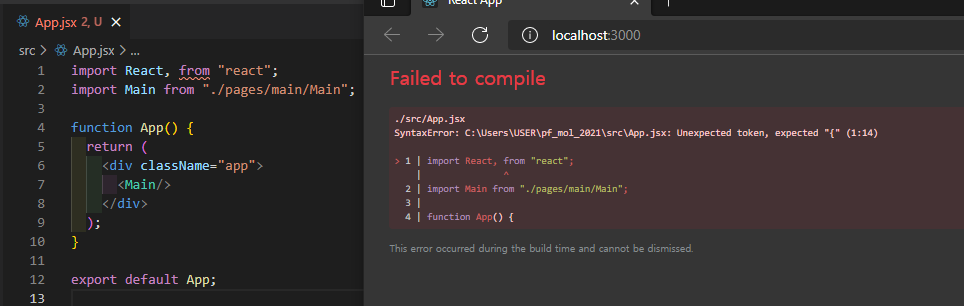 App.jsx 2, U
src > App.jsx > ...
1 import React, from "react";
2 import Main from "./pages/main/Main";
3
4 function App() {
5 return (
6 <div className="app">
7 <Main/>
8 </div>
9 );
10 }
11
12 export default App;
13
React App
localhost:3000
Failed to compile
./src/App.jsx
SyntaxError: C:\Users\USER\pf_mol_2021\src\App.jsx: Unexpected token, expected "{" (1:14)
> 1 | import React, from "react";
| ^
2 | import Main from "./pages/main/Main";
3 |
4 | function App() {
This error occurred during the build time and cannot be dismissed.